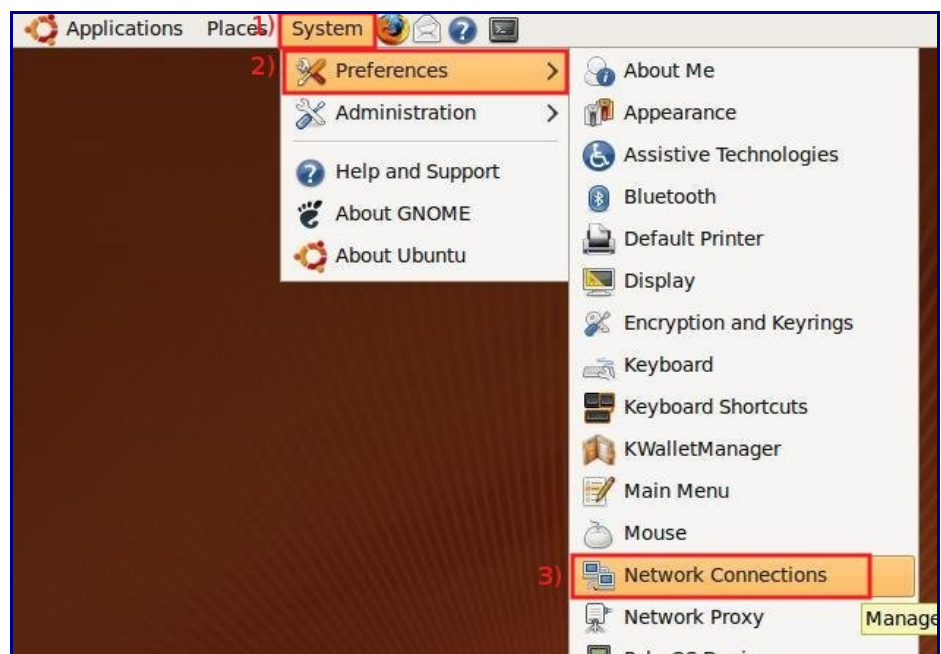 Applications Places 1) System
2) Preferences
Administration
Help and Support
About GNOME
About Ubuntu
About Me
Appearance
Assistive Technologies
Bluetooth
Default Printer
Display
Encryption and Keyrings
Keyboard
Keyboard Shortcuts
KWalletManager
Main Menu
Mouse
3) Network Connections
Network Proxy
Manage